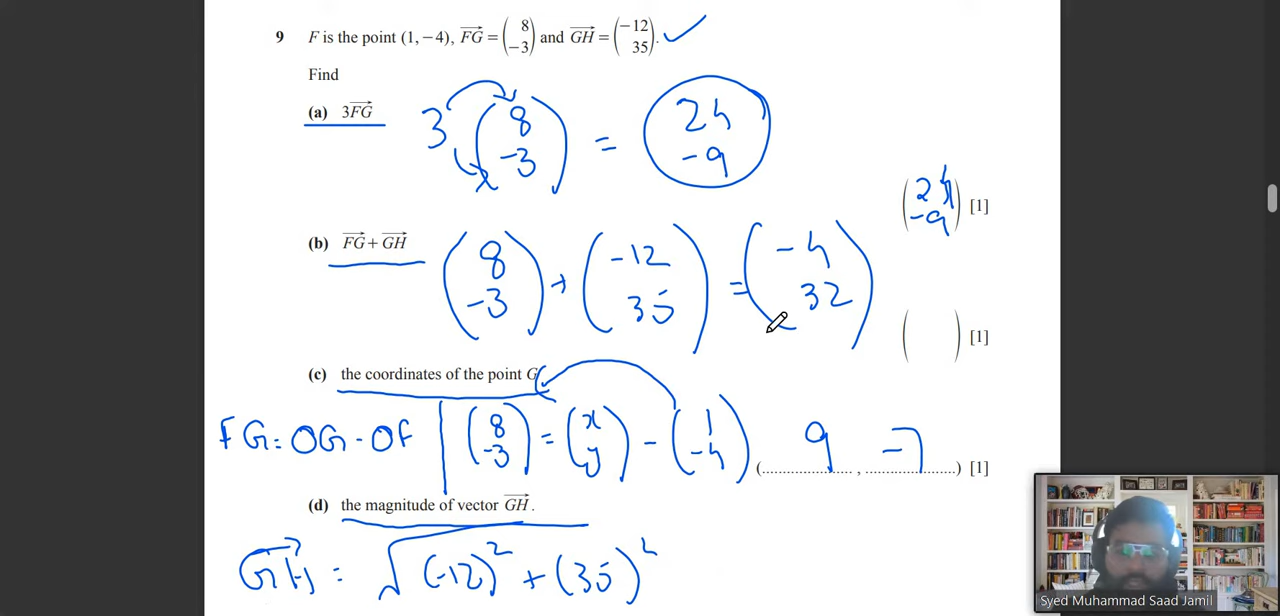 9 F is the point (1, −4), FG = (8 −3) and GH = (−12 35). ✓
Find
(a) 3FG
3 (8 −3) = 24 −9
(24 −9) [1]
(b) FG + GH
(8 −3) + (−12 35) = (−4 32)
( ) [1]
(c) the coordinates of the point G
FG = OG - OF | (8 −3) = (x y) − (1 −4)
(.................... 9 , .................... −7) [1]
(d) the magnitude of vector GH.
GH = √(−12)² + (35)²
Syed Muhammad Saad Jamil